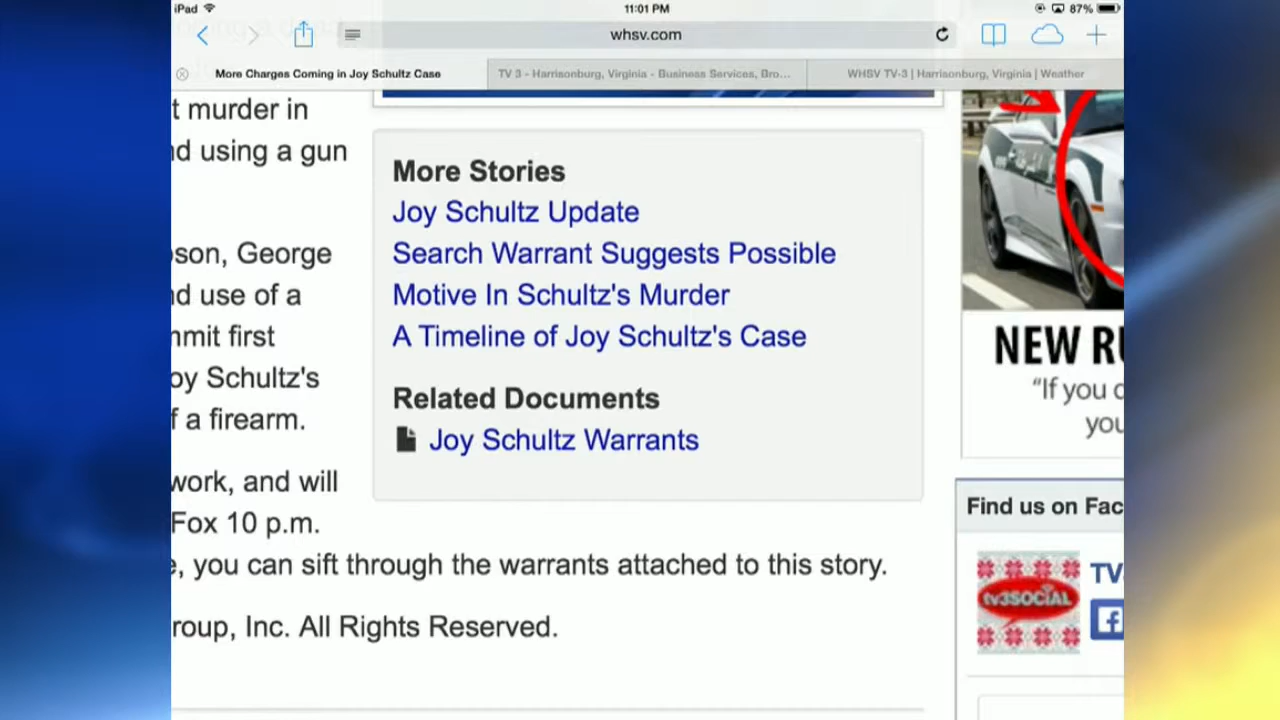 iPad
11:01 PM
87%
whsv.com
More Charges Coming in Joy Schultz Case
TV 3 - Harrisonburg, Virginia - Business Services, Bro...
WHSV TV-3 | Harrisonburg, Virginia | Weather
t murder in
nd using a gun
son, George
nd use of a
mmit first
oy Schultz's
f a firearm.
work, and will
Fox 10 p.m.
e, you can sift through the warrants attached to this story.
roup, Inc. All Rights Reserved.
More Stories
Joy Schultz Update
Search Warrant Suggests Possible
Motive In Schultz's Murder
A Timeline of Joy Schultz's Case
Related Documents
Joy Schultz Warrants
NEW RU
“If you d
you
Find us on Fac
tv3SOCIAL
TV